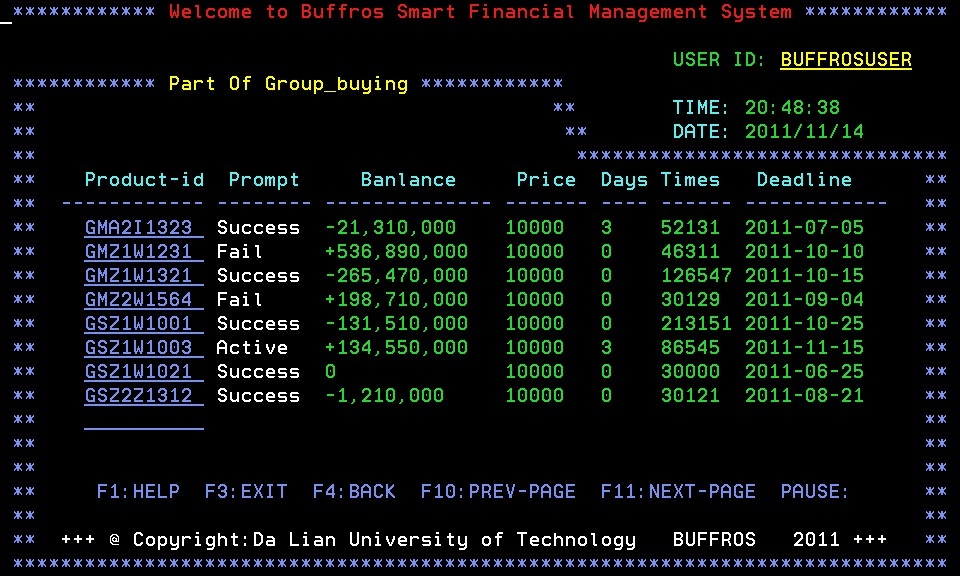 ************ Welcome to Buffros Smart Financial Management System ************
USER ID: BUFFROSUSER
************ Part Of Group_buying ************
** ** TIME: 20:48:38
** ** DATE: 2011/11/14
** *******************************
** Product-id Prompt Banlance Price Days Times Deadline **
** ------------ -------- -------------- ------- ---- ------ ------------ **
** GMA2I1323 Success -21,310,000 10000 3 52131 2011-07-05 **
** GMZ1W1231 Fail +536,890,000 10000 0 46311 2011-10-10 **
** GMZ1W1321 Success -265,470,000 10000 0 126547 2011-10-15 **
** GMZ2W1564 Fail +198,710,000 10000 0 30129 2011-09-04 **
** GSZ1W1001 Success -131,510,000 10000 0 213151 2011-10-25 **
** GSZ1W1003 Active +134,550,000 10000 3 86545 2011-11-15 **
** GSZ1W1021 Success 0 10000 0 30000 2011-06-25 **
** GSZ2Z1312 Success -1,210,000 10000 0 30121 2011-08-21 **
** **
** **
** **
** F1:HELP F3:EXIT F4:BACK F10:PREV-PAGE F11:NEXT-PAGE PAUSE: **
** **
** +++ @ Copyright:Da Lian University of Technology BUFFROS 2011 +++ **
******************************************************************************